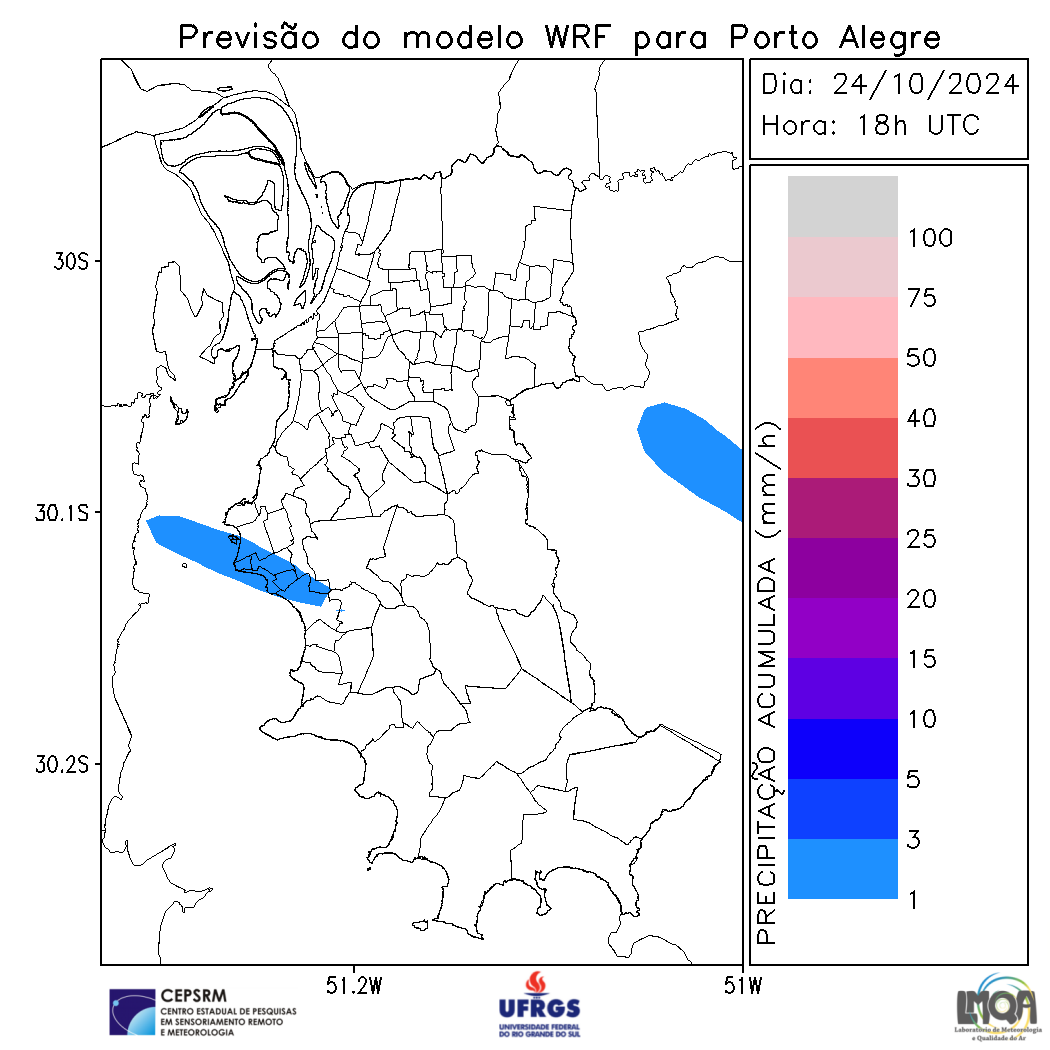 Previsão do modelo WRF para Porto Alegre
Dia: 24/10/2024
Hora: 18h UTC
30S
30.1S
30.2S
51.2W
51W
PRECIPITAÇÃO ACUMULADA (mm/h)
100
75
50
40
30
25
20
15
10
5
3
1
CEPSRM
CENTRO ESTADUAL DE PESQUISAS
EM SENSORIAMENTO REMOTO
E METEOROLOGIA
UFRGS
UNIVERSIDADE FEDERAL
DO RIO GRANDE DO SUL
LMQA
Laboratório de Meteorologia
e Qualidade do Ar